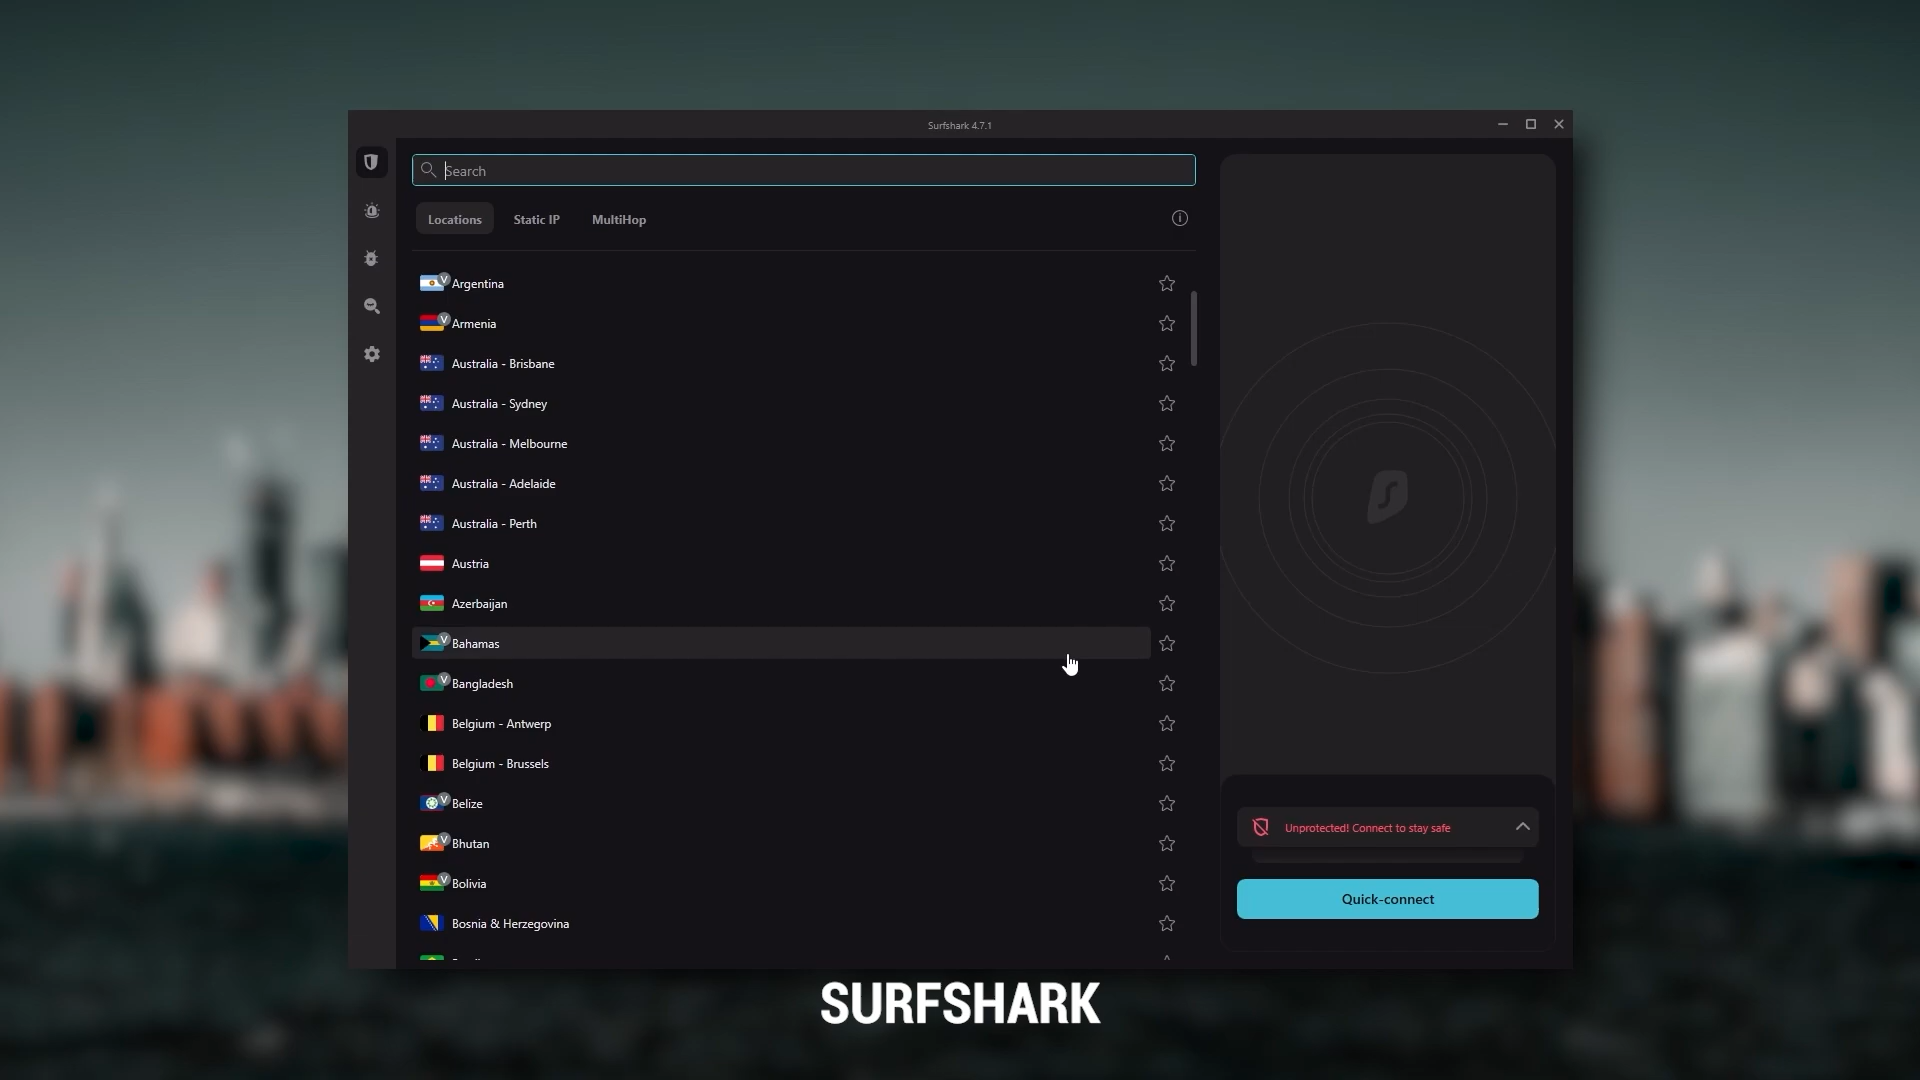 Surfshark 4.7.1
Search
Locations
Static IP
MultiHop
V Argentina
V Armenia
Australia - Brisbane
Australia - Sydney
Australia - Melbourne
Australia - Adelaide
Australia - Perth
Austria
Azerbaijan
V Bahamas
V Bangladesh
Belgium - Antwerp
Belgium - Brussels
V Belize
V Bhutan
V Bolivia
Bosnia & Herzegovina
Unprotected! Connect to stay safe
Quick-connect
SURFSHARK